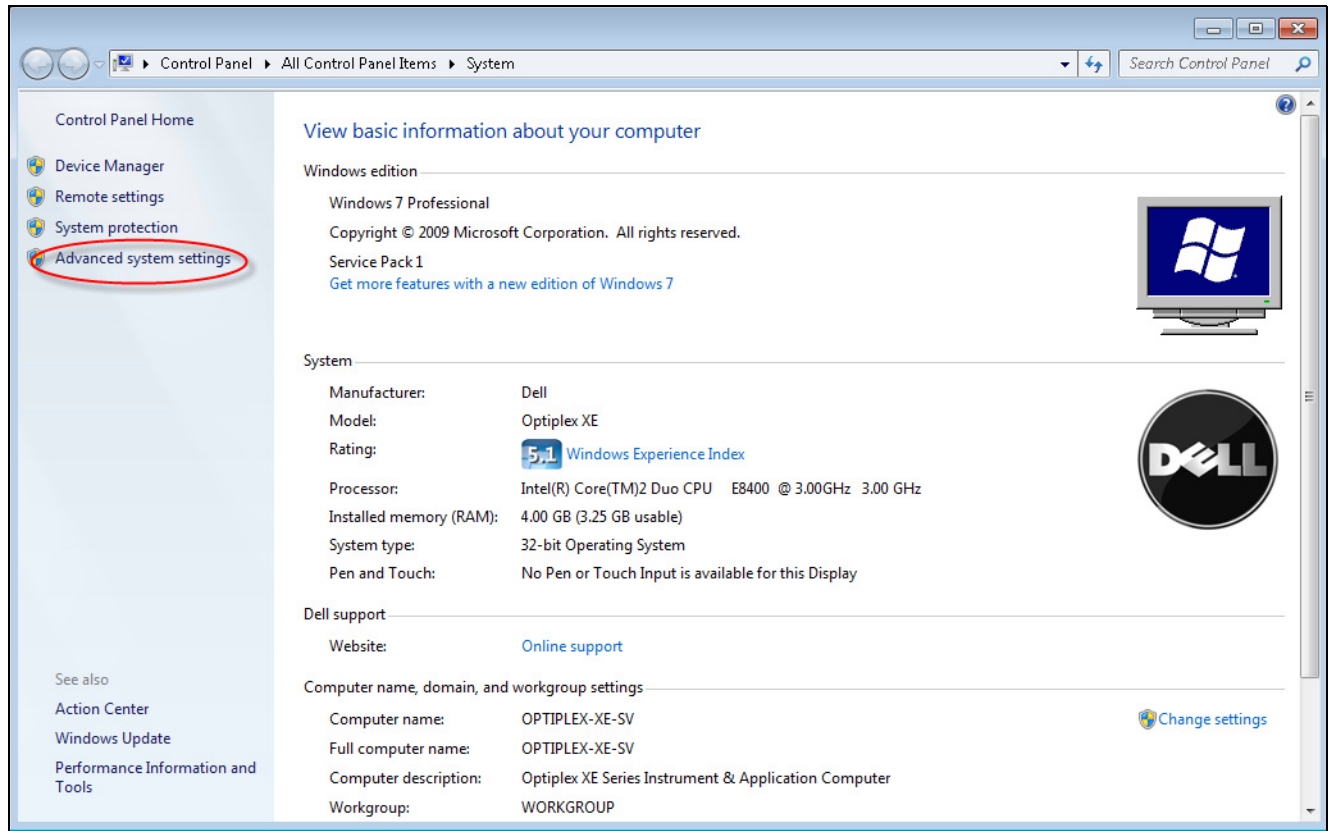 Control Panel All Control Panel Items System
Search Control Panel
Control Panel Home
Device Manager
Remote settings
System protection
Advanced system settings
See also
Action Center
Windows Update
Performance Information and
Tools
View basic information about your computer
Windows edition
Windows 7 Professional
Copyright © 2009 Microsoft Corporation. All rights reserved.
Service Pack 1
Get more features with a new edition of Windows 7
System
Manufacturer: Dell
Model: Optiplex XE
Rating: 5,1 Windows Experience Index
Processor: Intel(R) Core(TM)2 Duo CPU E8400 @ 3.00GHz 3.00 GHz
Installed memory (RAM): 4.00 GB (3.25 GB usable)
System type: 32-bit Operating System
Pen and Touch: No Pen or Touch Input is available for this Display
DELL
Dell support
Website: Online support
Computer name, domain, and workgroup settings
Computer name: OPTIPLEX-XE-SV
Change settings
Full computer name: OPTIPLEX-XE-SV
Computer description: Optiplex XE Series Instrument & Application Computer
Workgroup: WORKGROUP